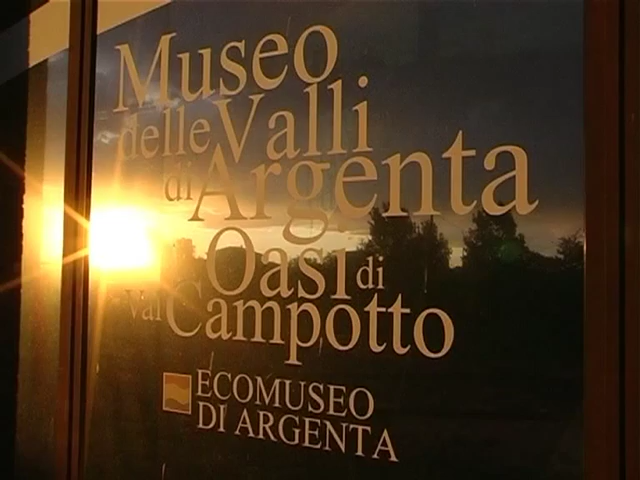 Museo
delle Valli
di Argenta
Oasi di
Val Campotto
ECOMUSEO
DI ARGENTA